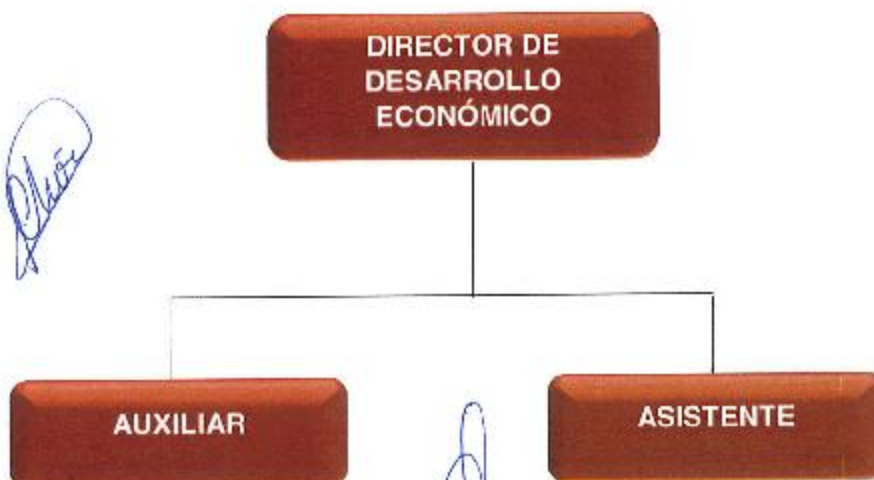 DIRECTOR DE
DESARROLLO
ECONÓMICO
AUXILIAR
ASISTENTE